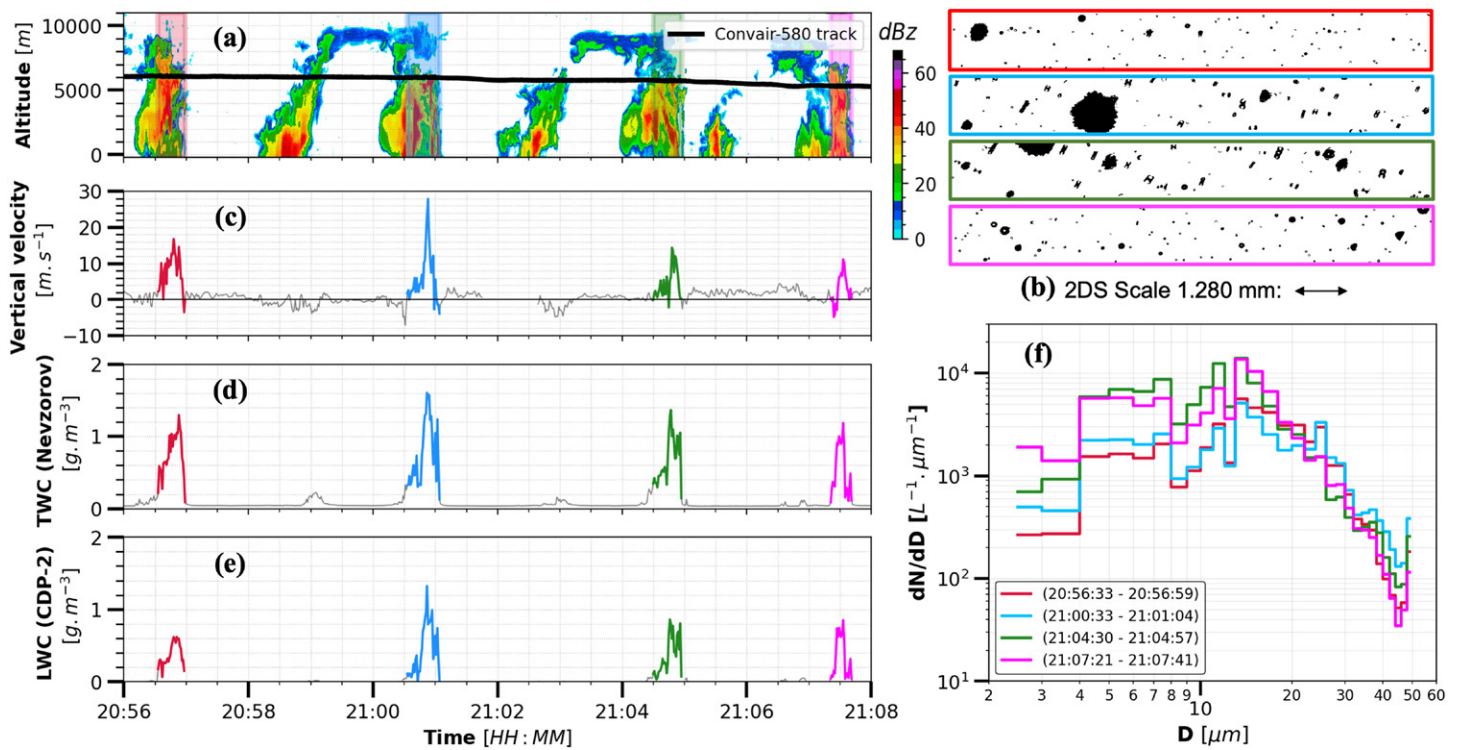 (a)
Convair-580 track
Altitude [m]
10000
5000
0
dBz
60
40
20
0
(b) 2DS Scale 1.280 mm:
(c)
Vertical velocity
[m.s⁻¹]
30
20
10
0
−10
(d)
TWC (Nevzorov)
[g.m⁻³]
2
1
0
(e)
LWC (CDP-2)
[g.m⁻³]
2
1
0
20:56 20:58 21:00 21:02 21:04 21:06 21:08
Time [HH:MM]
(f)
dN/dD [L⁻¹.μm⁻¹]
10⁴
10³
10²
10¹
(20:56:33 - 20:56:59)
(21:00:33 - 21:01:04)
(21:04:30 - 21:04:57)
(21:07:21 - 21:07:41)
2 3 4 5 6 7 8 9 10 20 30 40 50 60
D [μm]